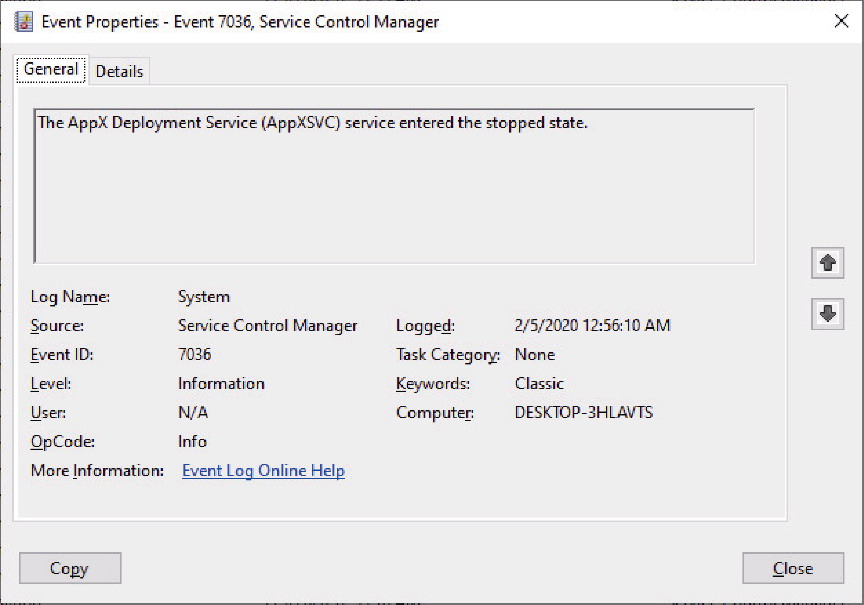 Event Properties - Event 7036, Service Control Manager
General Details
The AppX Deployment Service (AppXSVC) service entered the stopped state.
Log Name: System
Source: Service Control Manager Logged: 2/5/2020 12:56:10 AM
Event ID: 7036 Task Category: None
Level: Information Keywords: Classic
User: N/A Computer: DESKTOP-3HLAVTS
OpCode: Info
More Information: Event Log Online Help
Copy Close